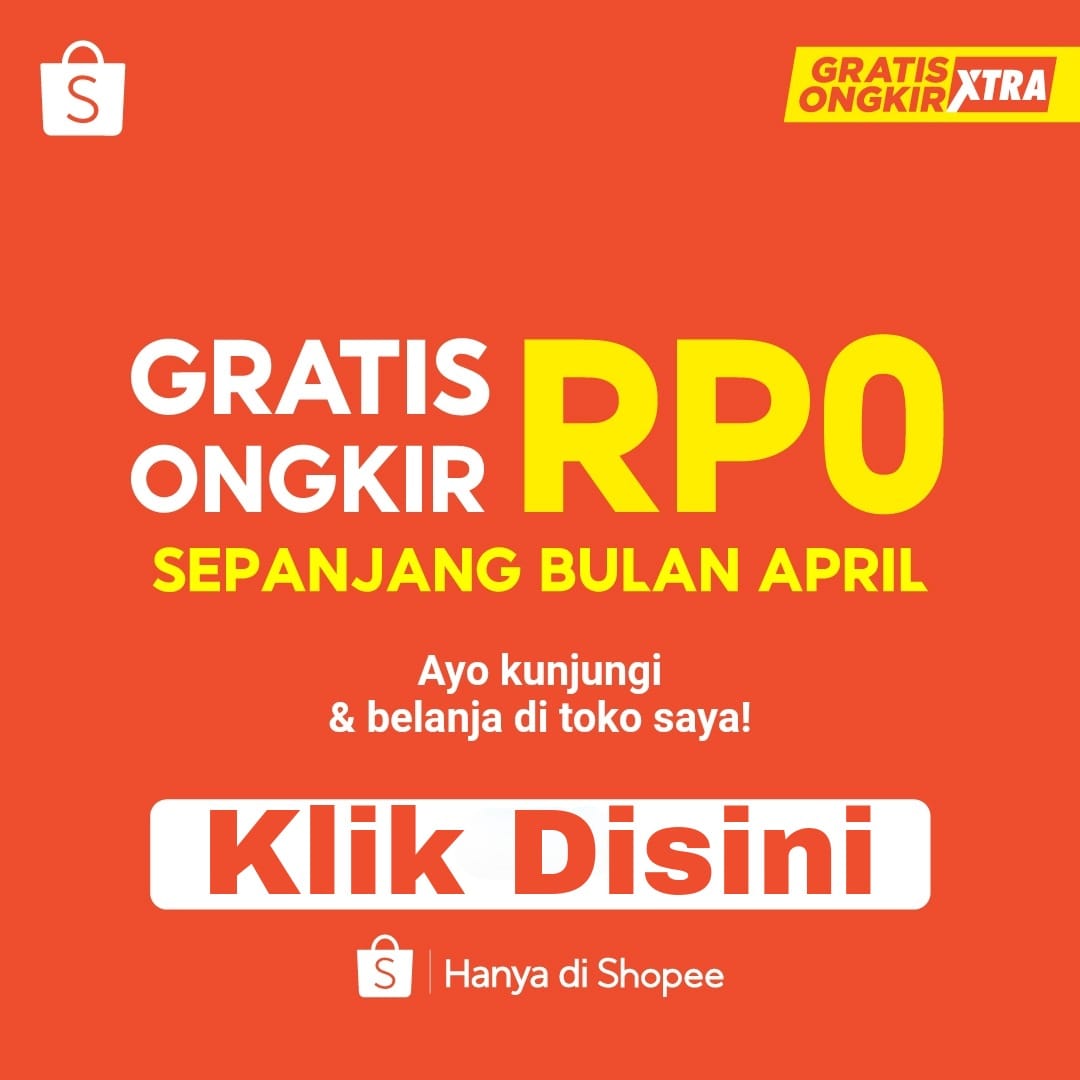 S
GRATIS
ONGKIR XTRA
GRATIS
ONGKIR RP0
SEPANJANG BULAN APRIL
Ayo kunjungi
& belanja di toko saya!
Klik Disini
S | Hanya di Shopee